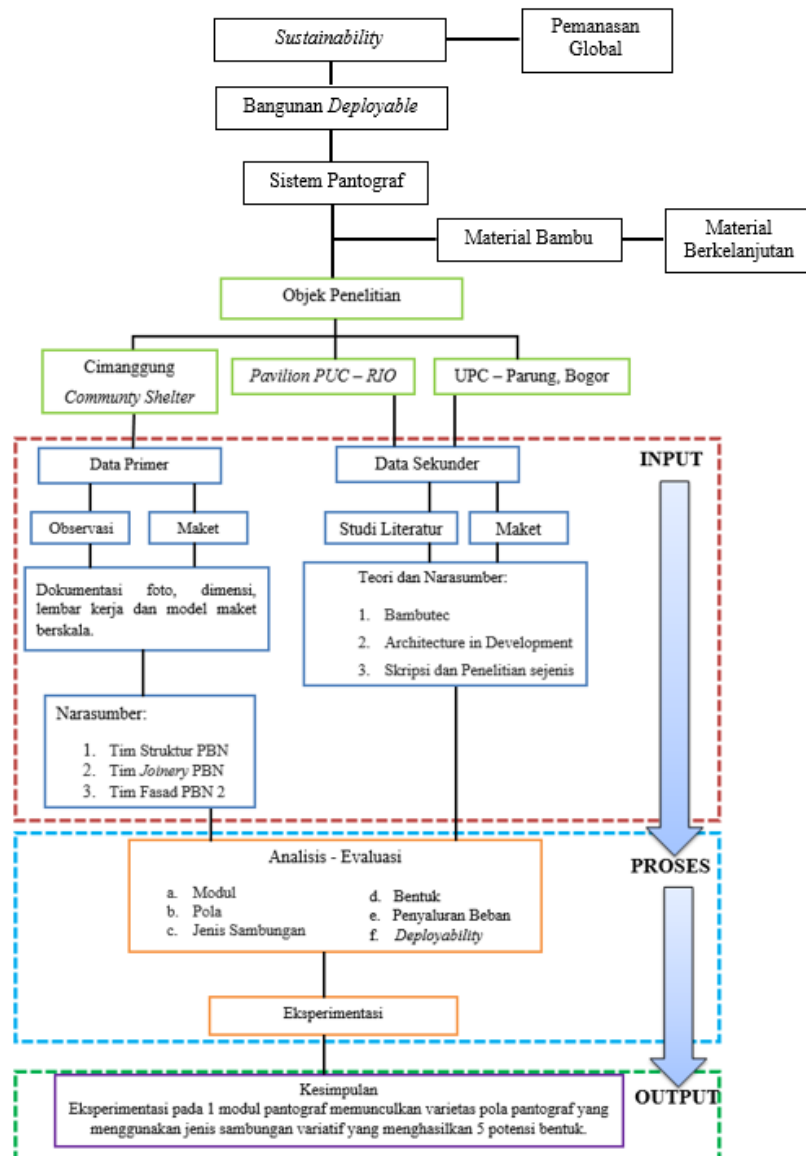 Sustainability
Pemanasan
Global
Bangunan Deployable
Sistem Pantograf
Material Bambu
Material
Berkelanjutan
Objek Penelitian
Cimanggung
Communty Shelter
Pavilion PUC – RIO
UPC – Parung, Bogor
Data Primer
Data Sekunder
INPUT
Observasi
Maket
Studi Literatur
Maket
Dokumentasi foto, dimensi,
lembar kerja dan model maket
berskala.
Teori dan Narasumber:
1. Bambutec
2. Architecture in Development
3. Skripsi dan Penelitian sejenis
Narasumber:
1. Tim Struktur PBN
2. Tim Joinery PBN
3. Tim Fasad PBN 2
PROSES
Analisis - Evaluasi
a. Modul
b. Pola
c. Jenis Sambungan
d. Bentuk
e. Penyaluran Beban
f. Deployability
Eksperimentasi
OUTPUT
Kesimpulan
Eksperimentasi pada 1 modul pantograf memunculkan varietas pola pantograf yang
menggunakan jenis sambungan variatif yang menghasilkan 5 potensi bentuk.